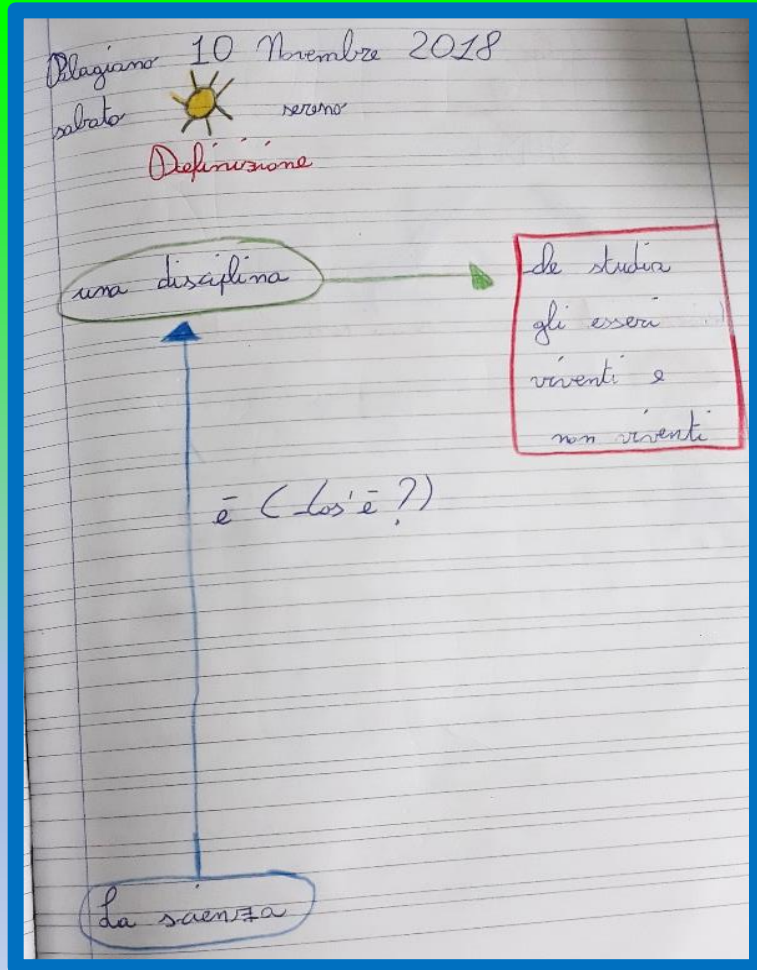 Palagiano 10 Novembre 2018
sabato sereno
Definizione
una disciplina
che studia
gli esseri
viventi e
non viventi
è (cos'è?)
La scienza